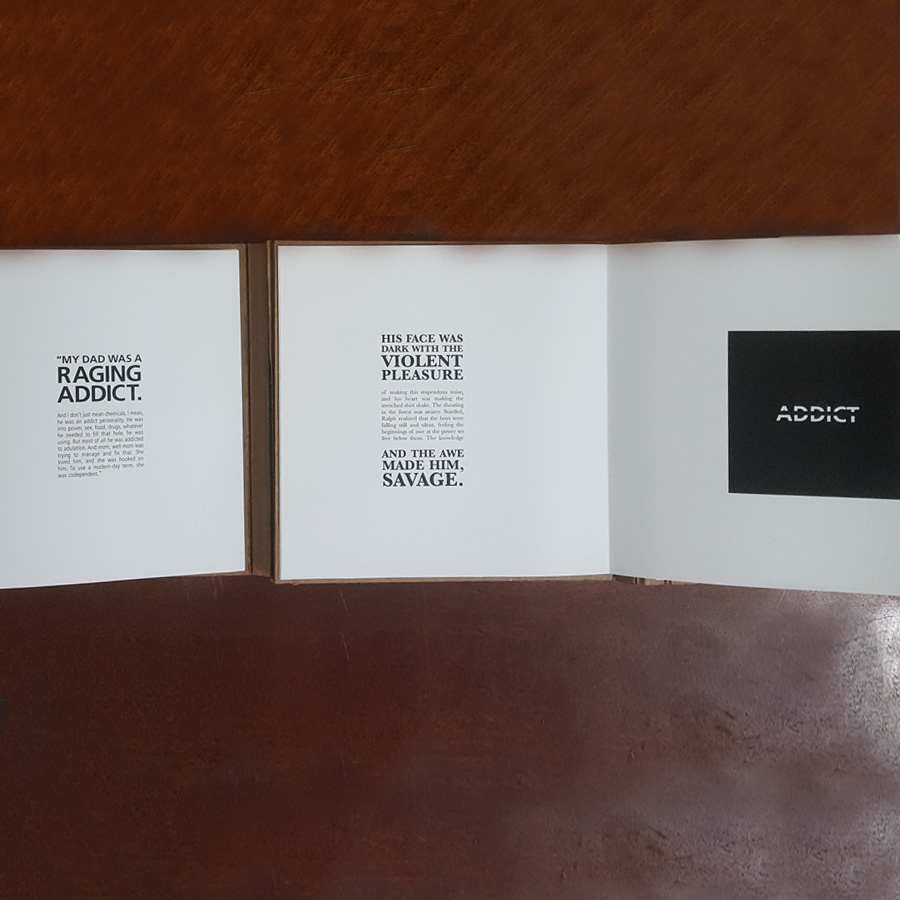 "MY DAD WAS A
RAGING
ADDICT.
And I don't just mean chemicals, I mean,
he was an addict personality. He was
into power, sex, food, drugs, whatever
he needed to fill that hole, he was
using. But most of all he was addicted
to adulation. And mom, well mom was
trying to manage and fix that. She
loved him, and she was hooked on
him. To use a modern-day term, she
was codependent."
HIS FACE WAS
DARK WITH THE
VIOLENT
PLEASURE
of making this stupendous noise,
and his heart was making the
stretched shirt shake. The shouting
in the forest was nearer. Startled,
Ralph realized that the boys were
falling still and silent, feeling the
beginnings of awe at the power set
free below them. The knowledge
AND THE AWE
MADE HIM,
SAVAGE.
ADDICT